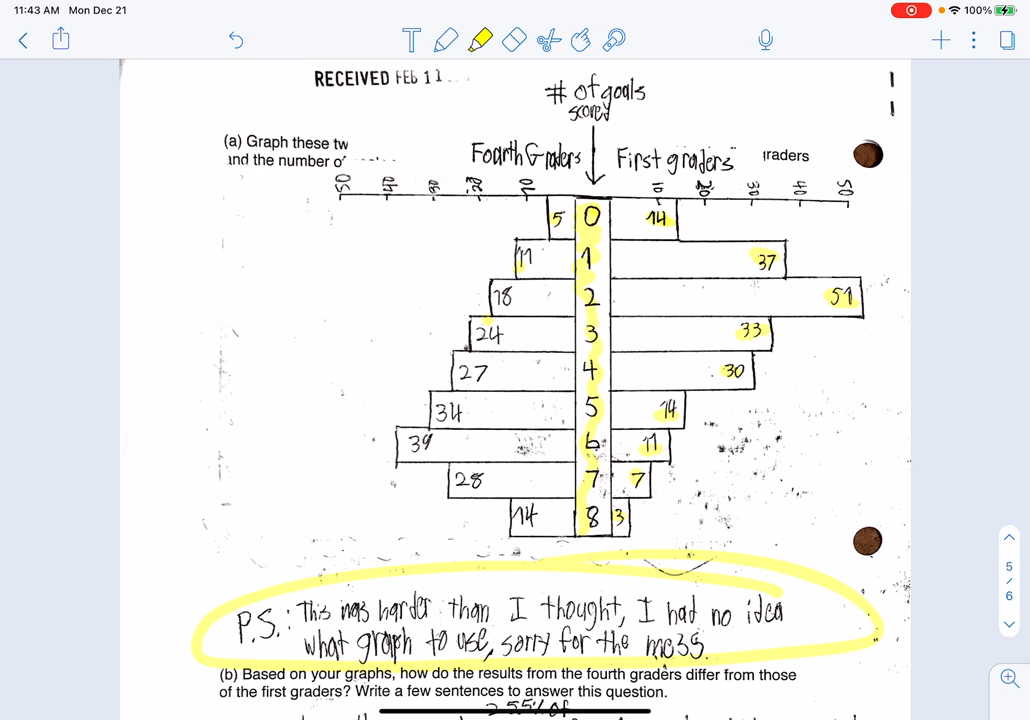 11:43 AM Mon Dec 21
100%
RECEIVED FEB 11
# of goals
scored
(a) Graph these tw
and the number of
Fourth Graders
First graders
graders
50 40 30 20 10 10 20 30 40 50
5 0 14
11 1 37
18 2 51
24 3 33
27 4 30
34 5 14
39 6 11
28 7 7
14 8 3
P.S.: This was harder than I thought, I had no idea
what graph to use, sorry for the me35.
(b) Based on your graphs, how do the results from the fourth graders differ from those
of the first graders? Write a few sentences to answer this question.
5
/
6